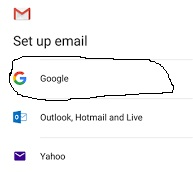 Set up email
Google
Outlook, Hotmail and Live
Yahoo